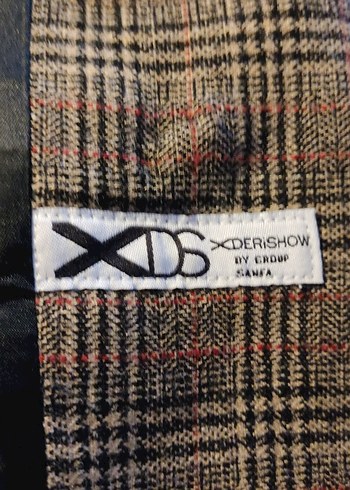 XDS
XDERiSHOW
BY GROUP
SANFA